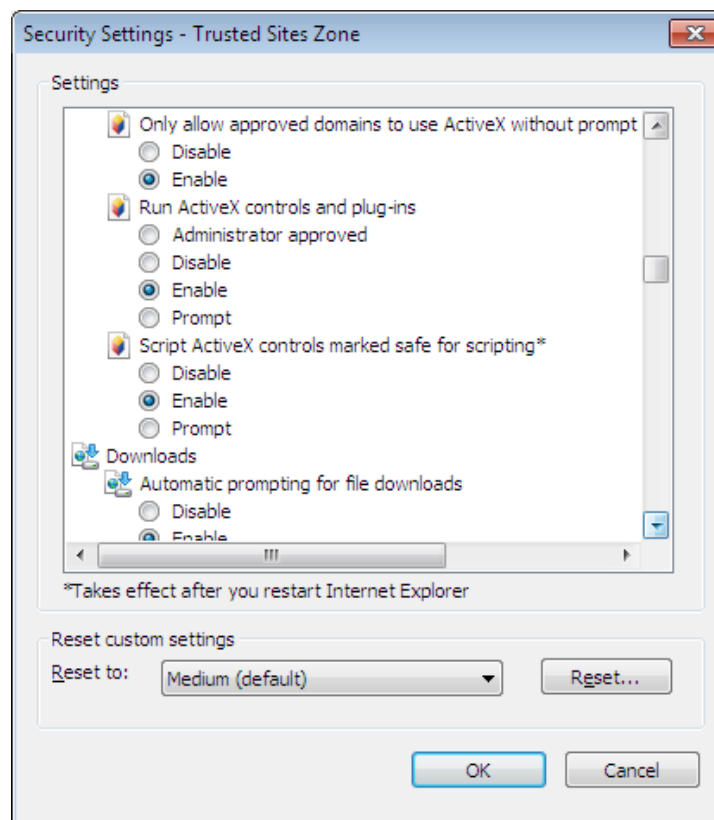 Security Settings - Trusted Sites Zone
Settings
Only allow approved domains to use ActiveX without prompt
Disable
Enable
Run ActiveX controls and plug-ins
Administrator approved
Disable
Enable
Prompt
Script ActiveX controls marked safe for scripting*
Disable
Enable
Prompt
Downloads
Automatic prompting for file downloads
Disable
Enable
*Takes effect after you restart Internet Explorer
Reset custom settings
Reset to:
Medium (default)
Reset...
OK
Cancel